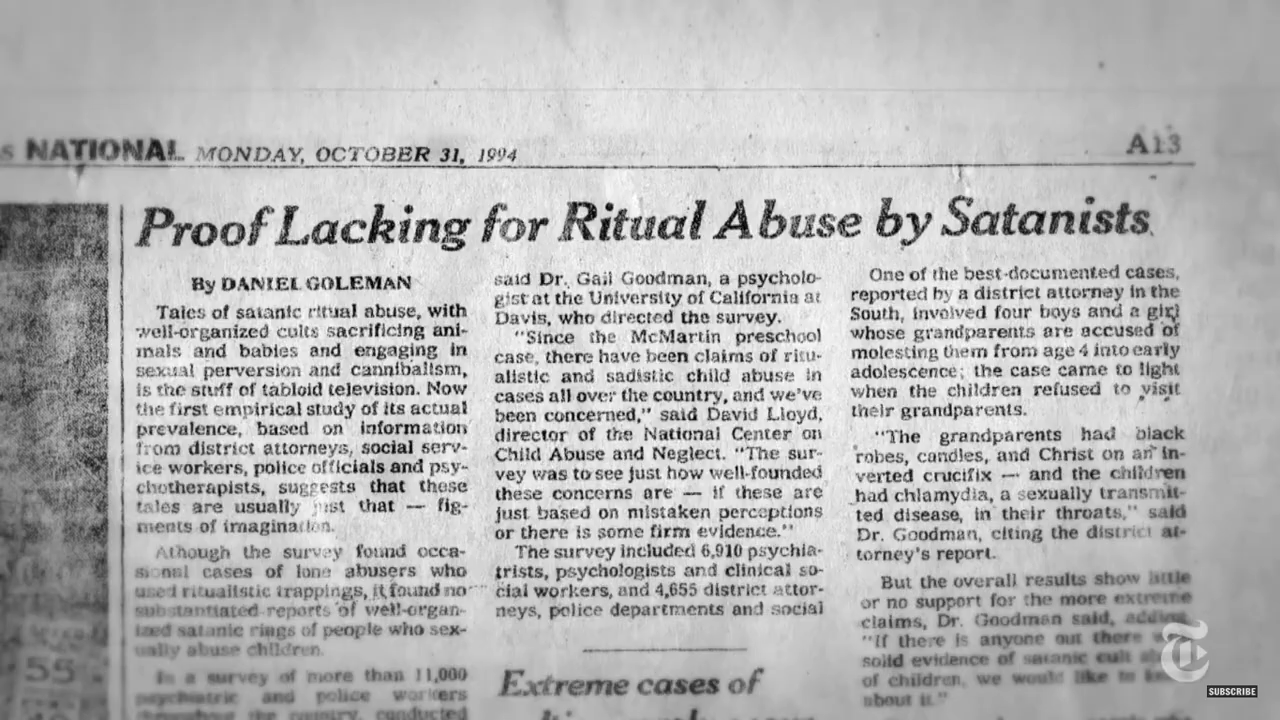 NATIONAL MONDAY, OCTOBER 31, 1994
A13
Proof Lacking for Ritual Abuse by Satanists
By DANIEL GOLEMAN
Tales of satanic ritual abuse, with
well-organized cults sacrificing ani-
mals and babies and engaging in
sexual perversion and cannibalism,
is the stuff of tabloid television. Now
the first empirical study of its actual
prevalence, based on information
from district attorneys, social serv-
ice workers, police officials and psy-
chotherapists, suggests that these
tales are usually just that — fig-
ments of imagination.
Athough the survey found occa-
sional cases of lone abusers who
used ritualistic trappings, it found no
substantiated reports of well-organ-
ized satanic rings of people who sex-
ually abuse children.
In a survey of more than 11,000
psychiatric and police workers
throughout the country, conducted
55
said Dr. Gail Goodman, a psycholo-
gist at the University of California at
Davis, who directed the survey.
"Since the McMartin preschool
case, there have been claims of ritu-
alistic and sadistic child abuse in
cases all over the country, and we've
been concerned," said David Lloyd,
director of the National Center on
Child Abuse and Neglect. "The sur-
vey was to see just how well-founded
these concerns are — if these are
just based on mistaken perceptions
or there is some firm evidence."
The survey included 6,910 psychia-
trists, psychologists and clinical so-
cial workers, and 4,655 district attor-
neys, police departments and social
Extreme cases of
One of the best-documented cases,
reported by a district attorney in the
South, involved four boys and a girl
whose grandparents are accused of
molesting them from age 4 into early
adolescence; the case came to light
when the children refused to visit
their grandparents.
"The grandparents had black
robes, candles, and Christ on an in-
verted crucifix — and the children
had chlamydia, a sexually transmit-
ted disease, in their throats," said
Dr. Goodman, citing the district at-
torney's report.
But the overall results show little
or no support for the more extreme
claims, Dr. Goodman said, adding
"If there is anyone out there
solid evidence of satanic cult
of children, we would like to
about it."
T
SUBSCRIBE